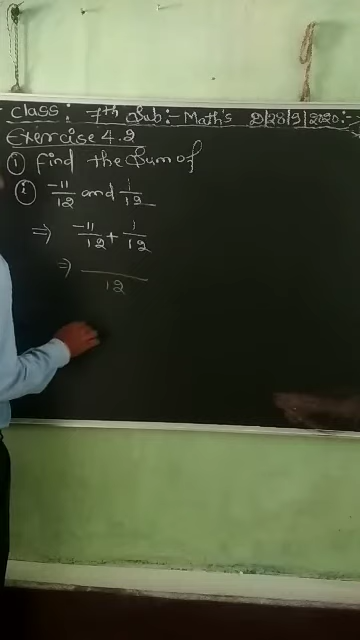 Class: 7th Sub:- Math's D/28/9/2020:-
Exercise 4.2
① Find the Sum of
ⓘ -11/12 and 1/12
⇒ -11/12 + 1/12
⇒ /12